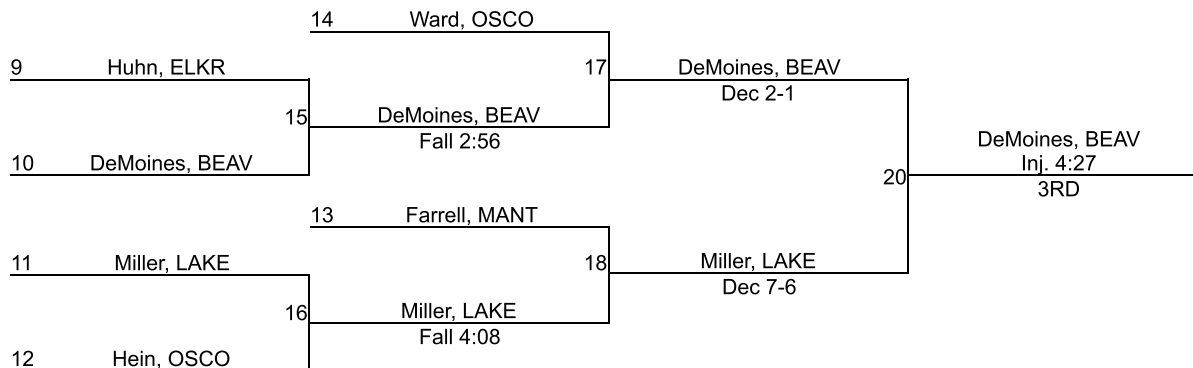 14 Ward, OSCO
9 Huhn, ELKR
17 DeMoines, BEAV
Dec 2-1
15 DeMoines, BEAV
Fall 2:56
10 DeMoines, BEAV
DeMoines, BEAV
Inj. 4:27
20
3RD
13 Farrell, MANT
11 Miller, LAKE
18 Miller, LAKE
Dec 7-6
16 Miller, LAKE
Fall 4:08
12 Hein, OSCO